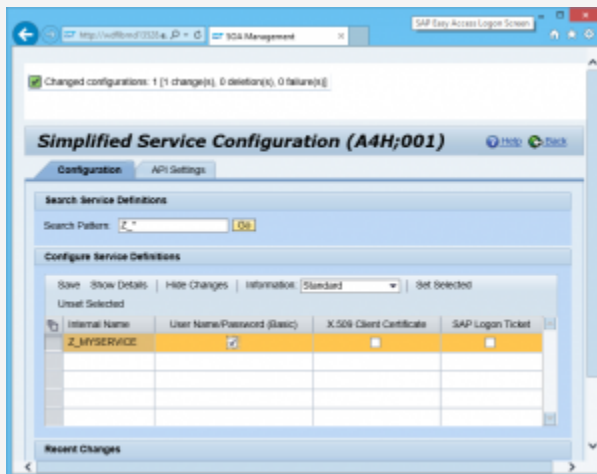 SAP Easy Access Logon Screen
SOA Management
Changed configurations: 1 [1 change(s), 0 deletion(s), 0 failure(s)]
Simplified Service Configuration (A4H;001)
Help Back
Configuration API Settings
Search Service Definitions
Search Pattern: Z_* Go
Configure Service Definitions
Save Show Details Hide Changes Information: Standard Set Selected
Unset Selected
Internal Name User Name/Password (Basic) X.509 Client Certificate SAP Logon Ticket
Z_MYSERVICE
Recent Changes